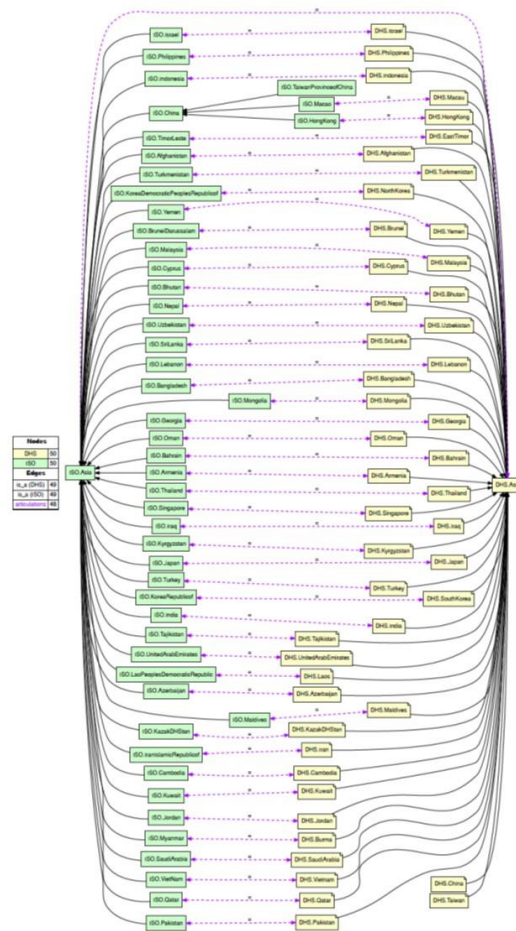 ISO.Israel = DHS.Israel
ISO.Philippines = DHS.Philippines
ISO.Indonesia = DHS.Indonesia
ISO.TaiwanProvinceofChina
ISO.China
ISO.Macao = DHS.Macau
ISO.HongKong = DHS.HongKong
ISO.TimorLeste = DHS.EastTimor
ISO.Afghanistan = DHS.Afghanistan
ISO.Turkmenistan = DHS.Turkmenistan
ISO.KoreaDemocraticPeoplesRepublicof = DHS.NorthKorea
ISO.Yemen = DHS.Yemen
ISO.BruneiDarussalam = DHS.Brunei
ISO.Malaysia = DHS.Malaysia
ISO.Cyprus = DHS.Cyprus
ISO.Bhutan = DHS.Bhutan
ISO.Nepal = DHS.Nepal
ISO.Uzbekistan = DHS.Uzbekistan
ISO.SriLanka = DHS.SriLanka
ISO.Lebanon = DHS.Lebanon
ISO.Bangladesh = DHS.Bangladesh
ISO.Mongolia = DHS.Mongolia
ISO.Georgia = DHS.Georgia
ISO.Oman = DHS.Oman
ISO.Bahrain = DHS.Bahrain
Nodes
DHS 50
ISO 50
Edges
is_a (DHS) 49
is_a (ISO) 49
articulations 48
ISO.Asia
ISO.Armenia = DHS.Armenia
ISO.Thailand = DHS.Thailand
ISO.Singapore = DHS.Singapore
ISO.Iraq = DHS.Iraq
ISO.Kyrgyzstan = DHS.Kyrgyzstan
ISO.Japan = DHS.Japan
ISO.Turkey = DHS.Turkey
ISO.KoreaRepublicof = DHS.SouthKorea
ISO.India = DHS.India
ISO.Tajikistan = DHS.Tajikistan
ISO.UnitedArabEmirates = DHS.UnitedArabEmirates
ISO.LaoPeoplesDemocraticRepublic = DHS.Laos
ISO.Azerbaijan = DHS.Azerbaijan
ISO.Maldives = DHS.Maldives
ISO.KazakDHStan = DHS.KazakDHStan
ISO.IranIslamicRepublicof = DHS.Iran
ISO.Cambodia = DHS.Cambodia
ISO.Kuwait = DHS.Kuwait
ISO.Jordan = DHS.Jordan
ISO.Myanmar = DHS.Burma
ISO.SaudiArabia = DHS.SaudiArabia
ISO.VietNam = DHS.Vietnam
ISO.Qatar = DHS.Qatar
ISO.Pakistan = DHS.Pakistan
DHS.China
DHS.Taiwan